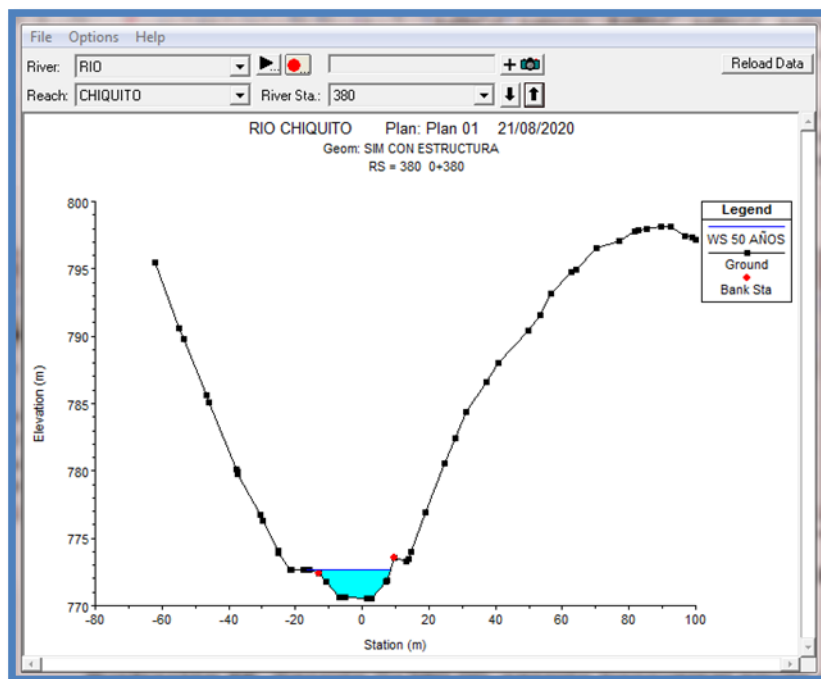 File Options Help
River: RIO Reload Data
Reach: CHIQUITO River Sta.: 380
RIO CHIQUITO Plan: Plan 01 21/08/2020
Geom: SIM CON ESTRUCTURA
RS = 380 0+380
Legend
WS 50 AÑOS
Ground
Bank Sta
Elevation (m)
800
795
790
785
780
775
770
-80 -60 -40 -20 0 20 40 60 80 100
Station (m)